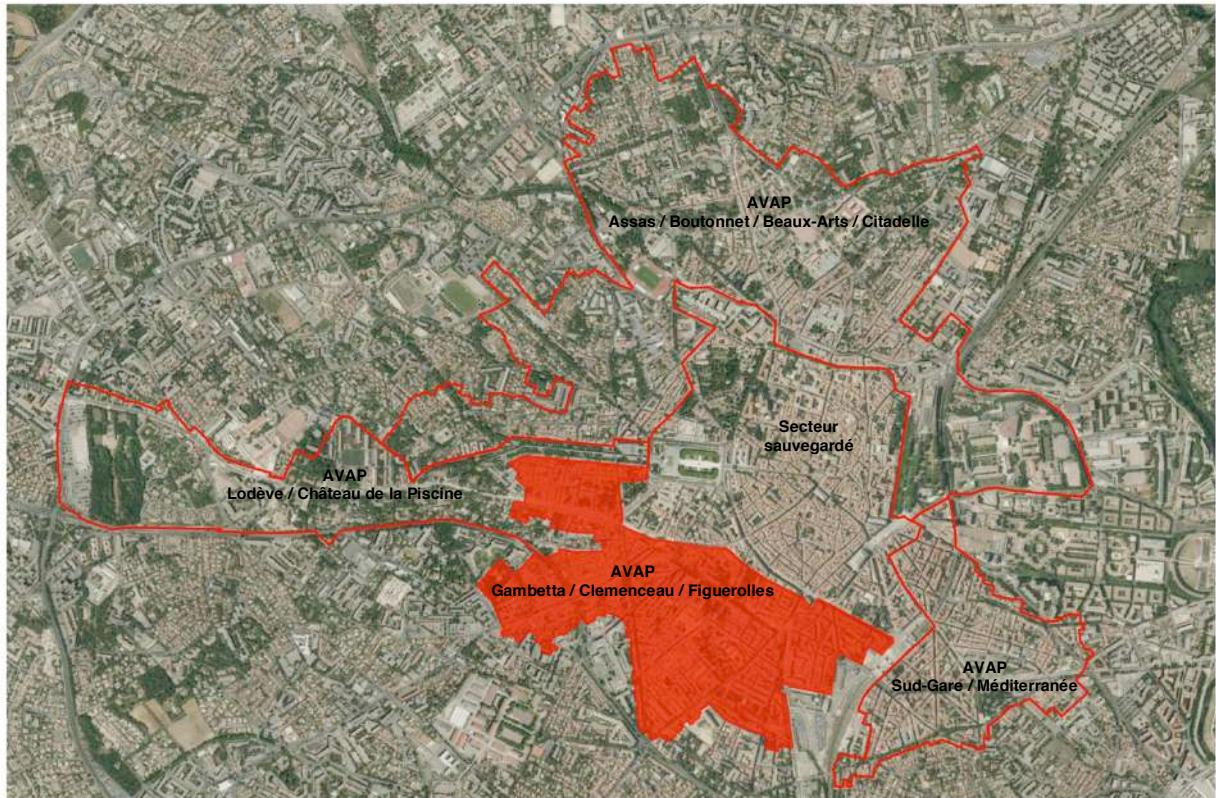 AVAP
Assas / Boutonnet / Beaux-Arts / Citadelle
Secteur
sauvegardé
AVAP
Lodève / Château de la Piscine
AVAP
Gambetta / Clemenceau / Figuerolles
AVAP
Sud-Gare / Méditerranée